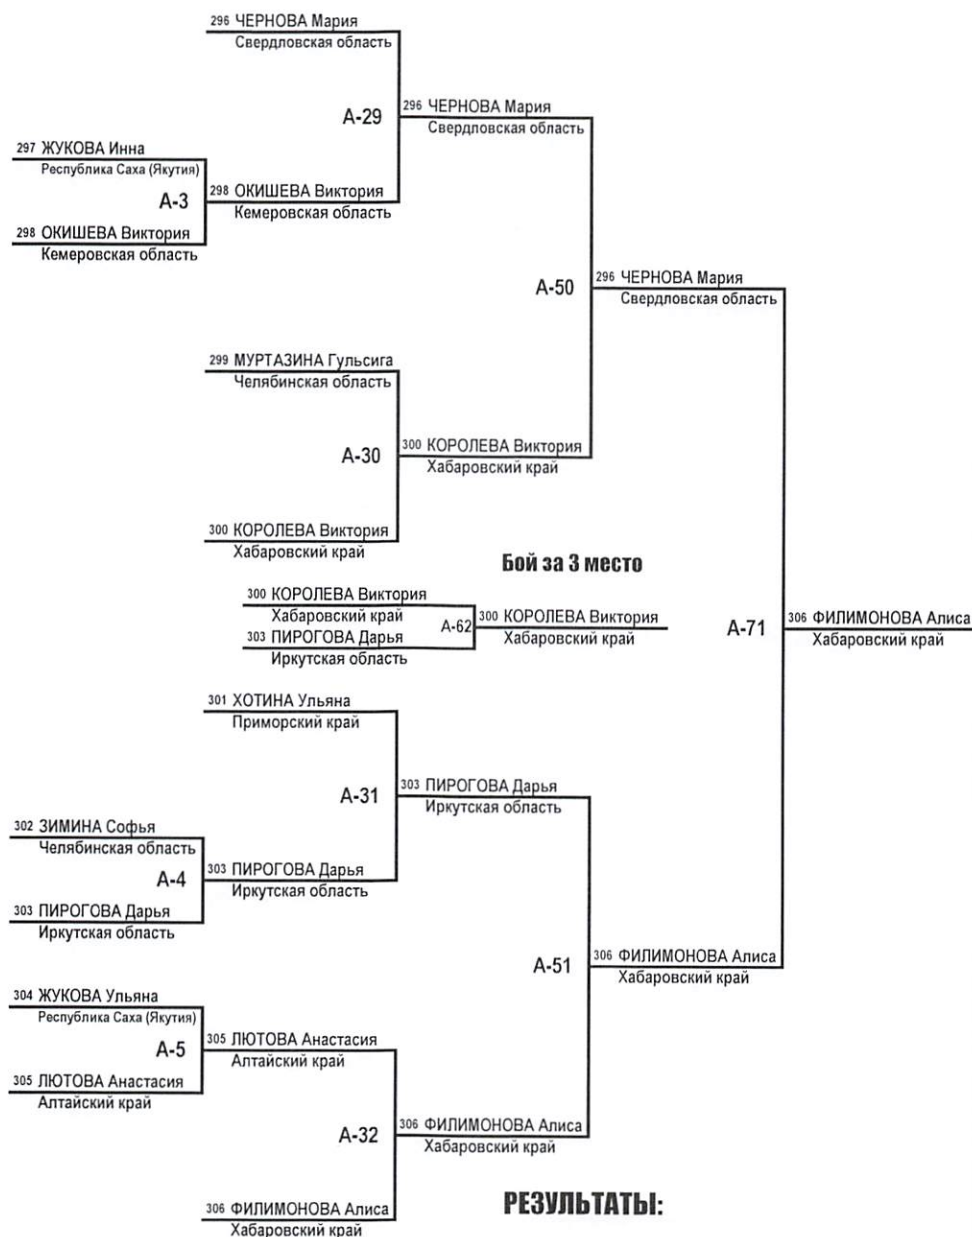 296 ЧЕРНОВА Мария
Свердловская область
А-29
296 ЧЕРНОВА Мария
Свердловская область
297 ЖУКОВА Инна
Республика Саха (Якутия)
А-3
298 ОКИШЕВА Виктория
Кемеровская область
298 ОКИШЕВА Виктория
Кемеровская область
А-50
296 ЧЕРНОВА Мария
Свердловская область
299 МУРТАЗИНА Гульсига
Челябинская область
А-30
300 КОРОЛЕВА Виктория
Хабаровский край
300 КОРОЛЕВА Виктория
Хабаровский край
Бой за 3 место
300 КОРОЛЕВА Виктория
Хабаровский край
А-62
300 КОРОЛЕВА Виктория
Хабаровский край
303 ПИРОГОВА Дарья
Иркутская область
А-71
306 ФИЛИМОНОВА Алиса
Хабаровский край
301 ХОТИНА Ульяна
Приморский край
А-31
303 ПИРОГОВА Дарья
Иркутская область
302 ЗИМИНА Софья
Челябинская область
А-4
303 ПИРОГОВА Дарья
Иркутская область
303 ПИРОГОВА Дарья
Иркутская область
А-51
306 ФИЛИМОНОВА Алиса
Хабаровский край
304 ЖУКОВА Ульяна
Республика Саха (Якутия)
А-5
305 ЛЮТОВА Анастасия
Алтайский край
305 ЛЮТОВА Анастасия
Алтайский край
А-32
306 ФИЛИМОНОВА Алиса
Хабаровский край
306 ФИЛИМОНОВА Алиса
Хабаровский край
РЕЗУЛЬТАТЫ: